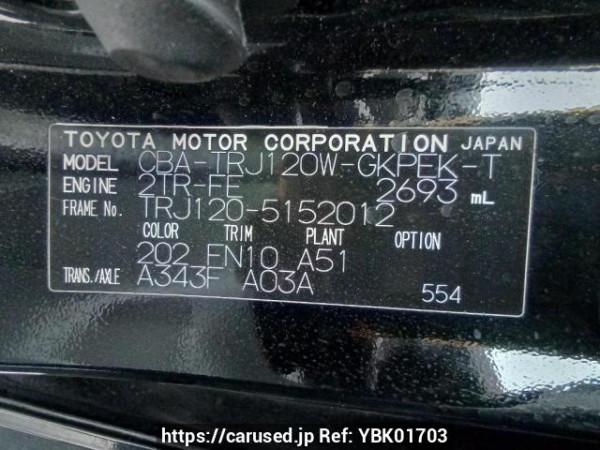 TOYOTA MOTOR CORPORATION JAPAN
MODEL CBA-TRJ120W-GKPEK-T
ENGINE 2TR-FE 2693 mL
FRAME No. TRJ120-5152012
COLOR TRIM PLANT OPTION
202 FN10 A51
TRANS./AXLE A343F A03A
554
https://carused.jp Ref: YBK01703